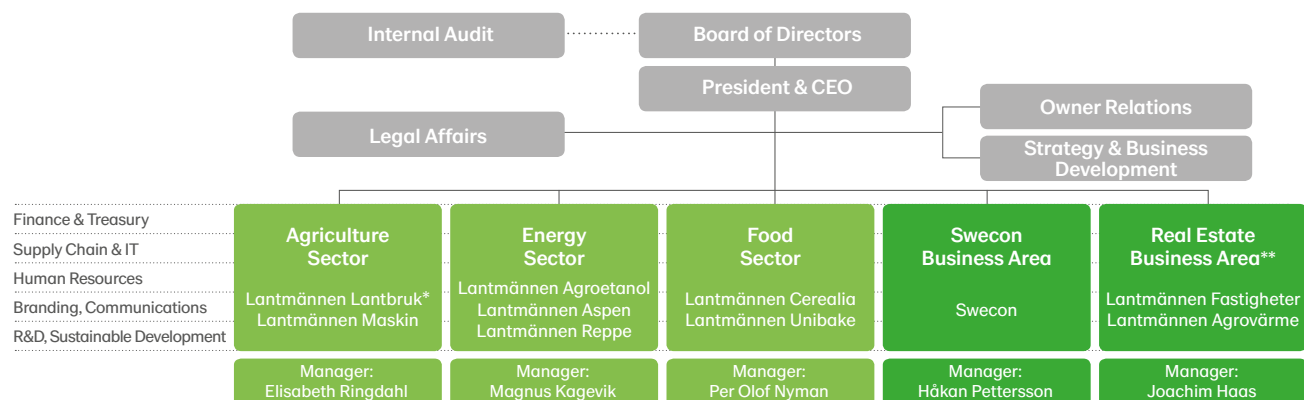 Internal Audit
Board of Directors
President & CEO
Legal Affairs
Owner Relations
Strategy & Business
Development
Finance & Treasury
Supply Chain & IT
Human Resources
Branding, Communications
R&D, Sustainable Development
Agriculture
Sector
Lantmännen Lantbruk*
Lantmännen Maskin
Manager:
Elisabeth Ringdahl
Energy
Sector
Lantmännen Agroetanol
Lantmännen Aspen
Lantmännen Reppe
Manager:
Magnus Kagevik
Food
Sector
Lantmännen Cerealia
Lantmännen Unibake
Manager:
Per Olof Nyman
Swecon
Business Area
Swecon
Manager:
Håkan Pettersson
Real Estate
Business Area**
Lantmännen Fastigheter
Lantmännen Agrovärme
Manager:
Joachim Haas